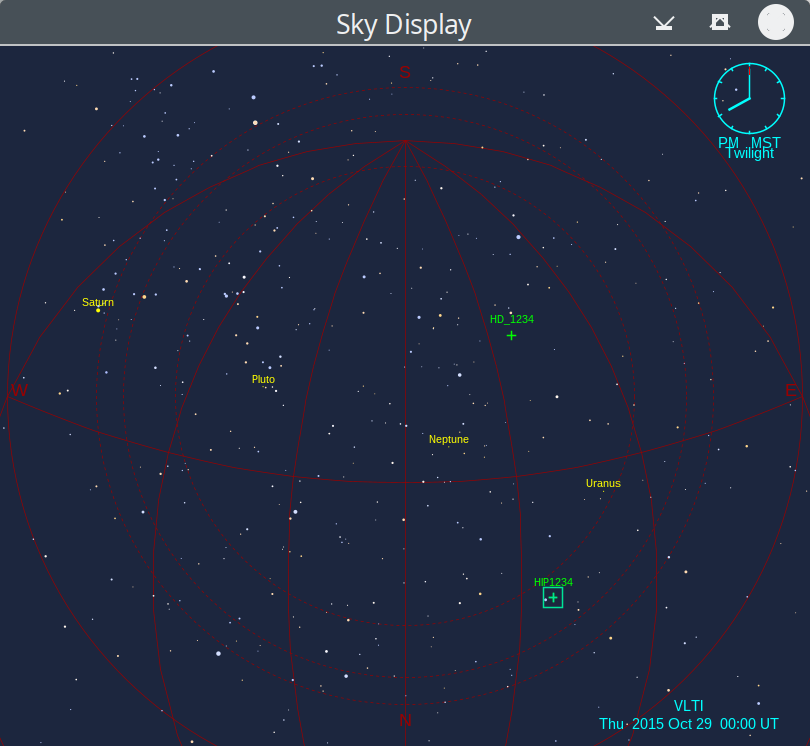 Sky Display
S
PM MST
Twilight
Saturn
HD_1234
Pluto
W
E
Neptune
Uranus
HIP1234
VLTI
N
Thu 2015 Oct 29 00:00 UT